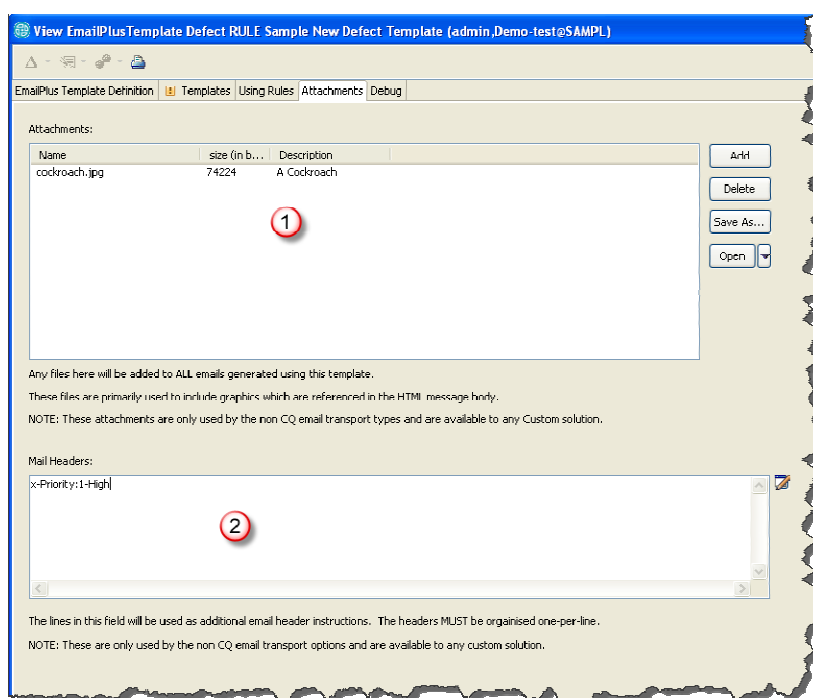 View EmailPlusTemplate Defect RULE Sample New Defect Template (admin,Demo-test@SAMPL)
EmailPlus Template Definition Templates Using Rules Attachments Debug
Attachments:
Name size (in b... Description
cockroach.jpg 74224 A Cockroach
Add
Delete
Save As...
Open
1
Any files here will be added to ALL emails generated using this template.
These files are primarily used to include graphics which are referenced in the HTML message body.
NOTE: These attachments are only used by the non CQ email transport types and are available to any Custom solution.
Mail Headers:
x-Priority:1-High
2
The lines in this field will be used as additional email header instructions. The headers MUST be orgainised one-per-line.
NOTE: These are only used by the non CQ email transport options and are available to any custom solution.